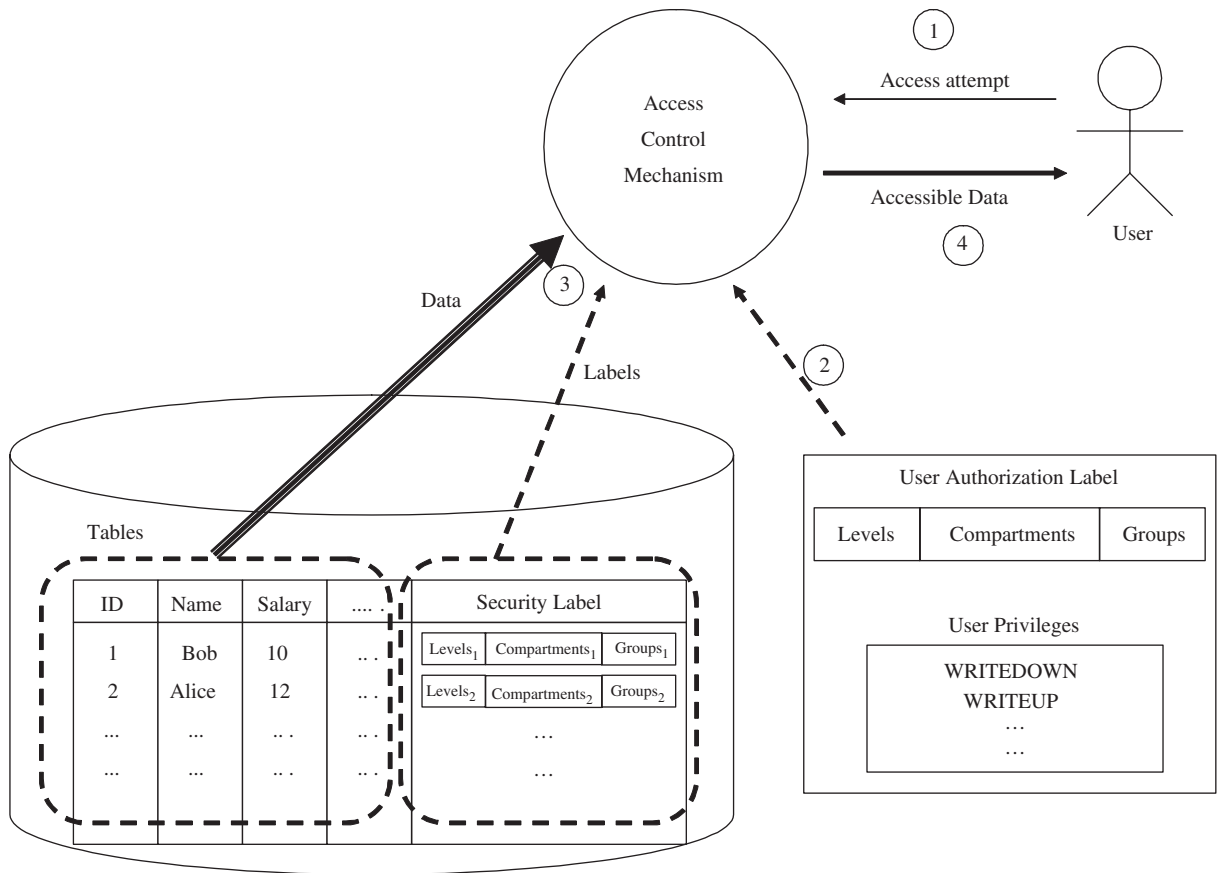 1
Access attempt
Access
Control
Mechanism
Accessible Data
4
User
3
Data
Labels
2
User Authorization Label
Levels Compartments Groups
User Privileges
WRITEDOWN
WRITEUP
...
...
Tables
ID Name Salary .... . Security Label
1 Bob 10 .. . Levels1 Compartments1 Groups1
2 Alice 12 .. . Levels2 Compartments2 Groups2
... ... .. . .. . ...
... ... .. . .. . ...